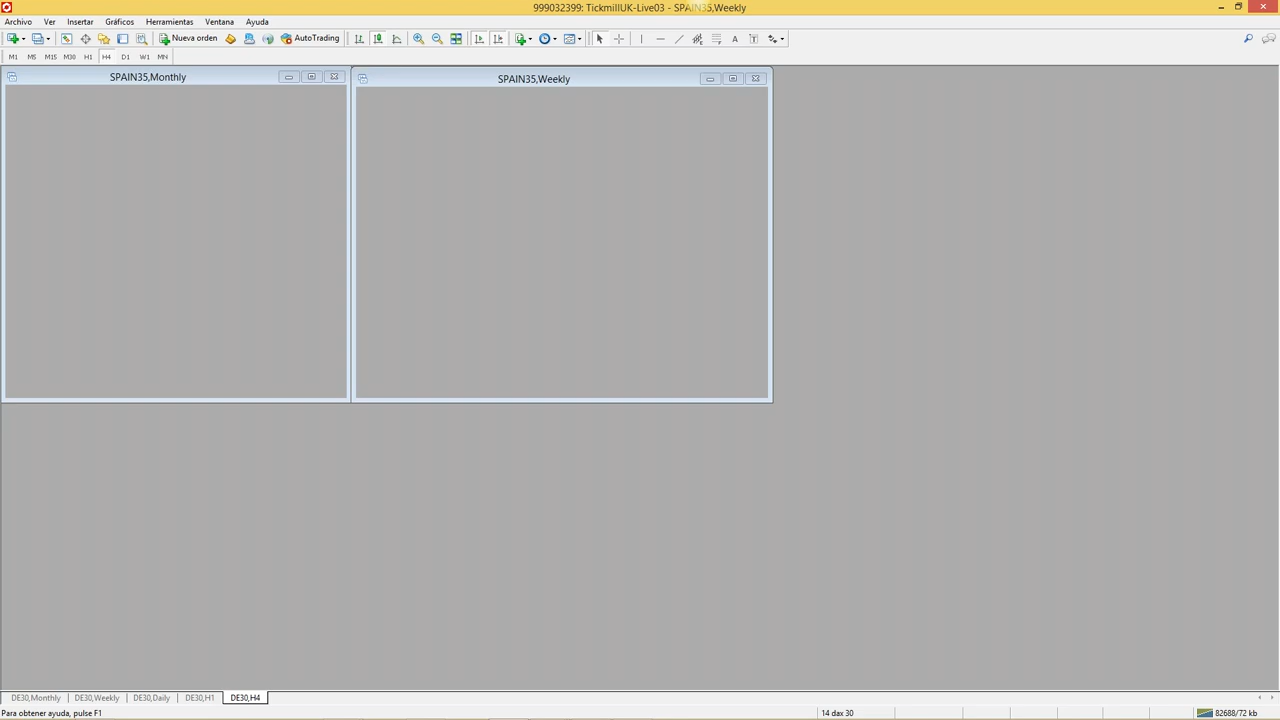 999032399: TickmillUK-Live03 - SPAIN35,Weekly
Archivo Ver Insertar Gráficos Herramientas Ventana Ayuda
Nueva orden AutoTrading A T
M1 M5 M15 M30 H1 H4 D1 W1 MN
SPAIN35,Monthly SPAIN35,Weekly
DE30,Monthly DE30,Weekly DE30,Daily DE30,H1 DE30,H4
Para obtener ayuda, pulse F1 14 dax 30 82688/72 kb